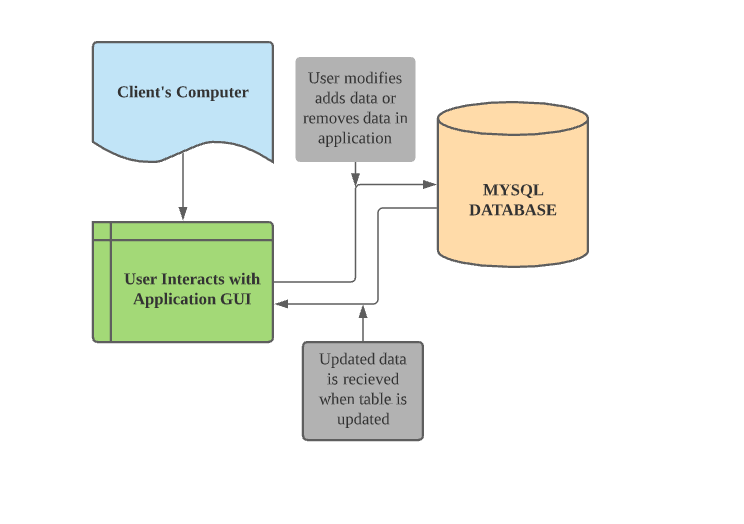 Client's Computer
User modifies
adds data or
removes data in
application
MYSQL
DATABASE
User Interacts with
Application GUI
Updated data
is recieved
when table is
updated